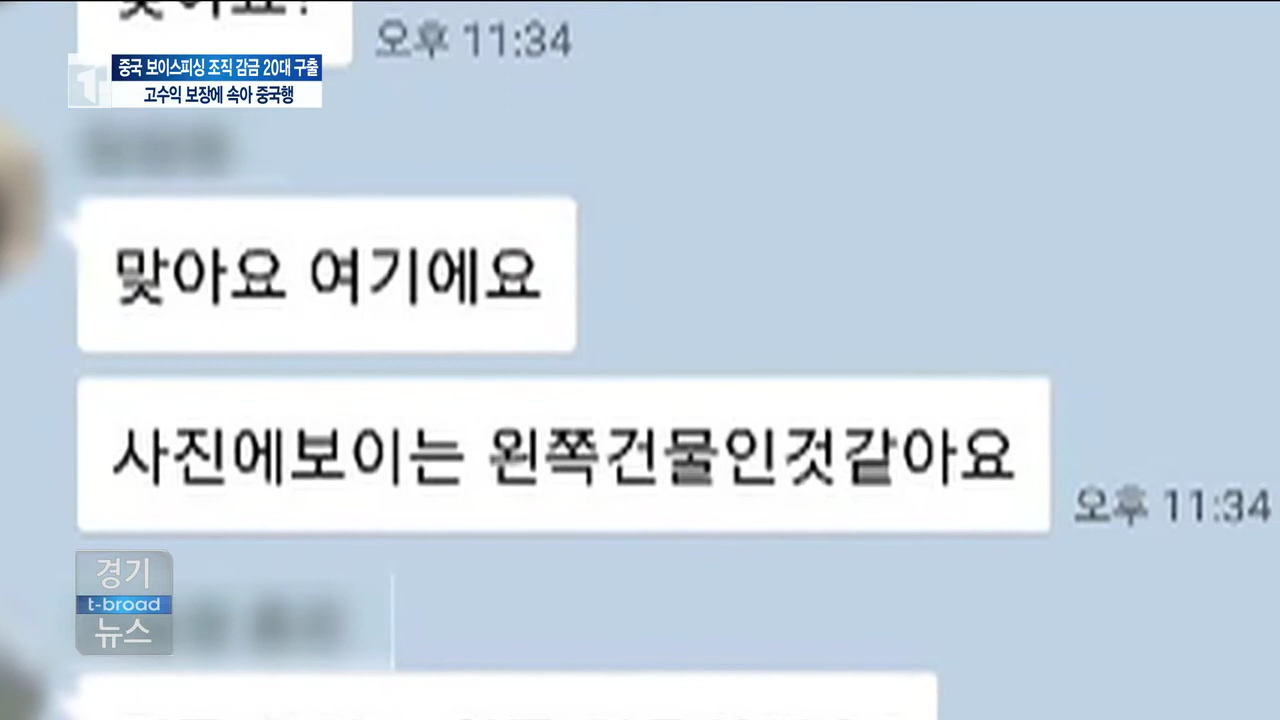 맞아요?
오후 11:34
중국 보이스피싱 조직 감금 20대 구출
고수익 보장에 속아 중국행
맞아요 여기에요
사진에보이는 왼쪽건물인것같아요
오후 11:34
경기
t-broad
뉴스